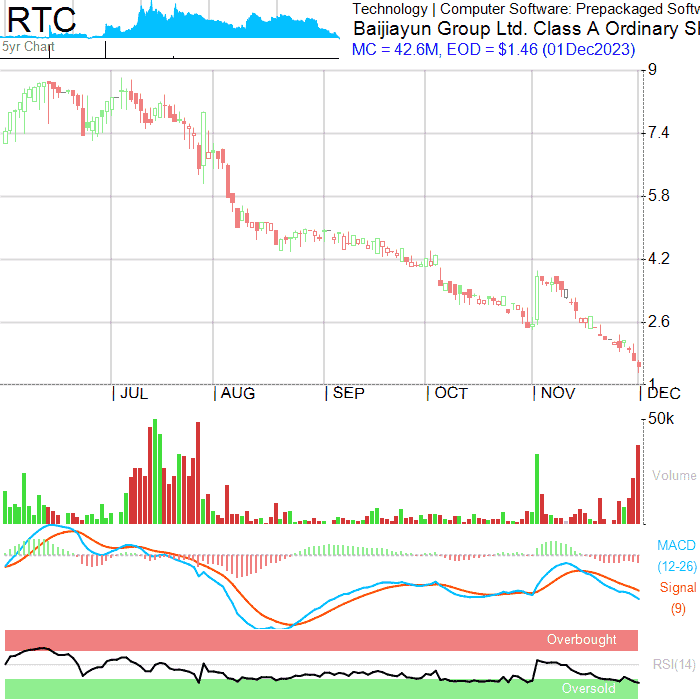 RTC
Technology | Computer Software: Prepackaged Softw
Baijiayun Group Ltd. Class A Ordinary Sh
MC = 42.6M, EOD = $1.46 (01Dec2023)
5yr Chart
9
7.4
5.8
4.2
2.6
1
JUL AUG SEP OCT NOV DEC
50k
Volume
MACD
(12-26)
Signal
(9)
Overbought
RSI(14)
Oversold